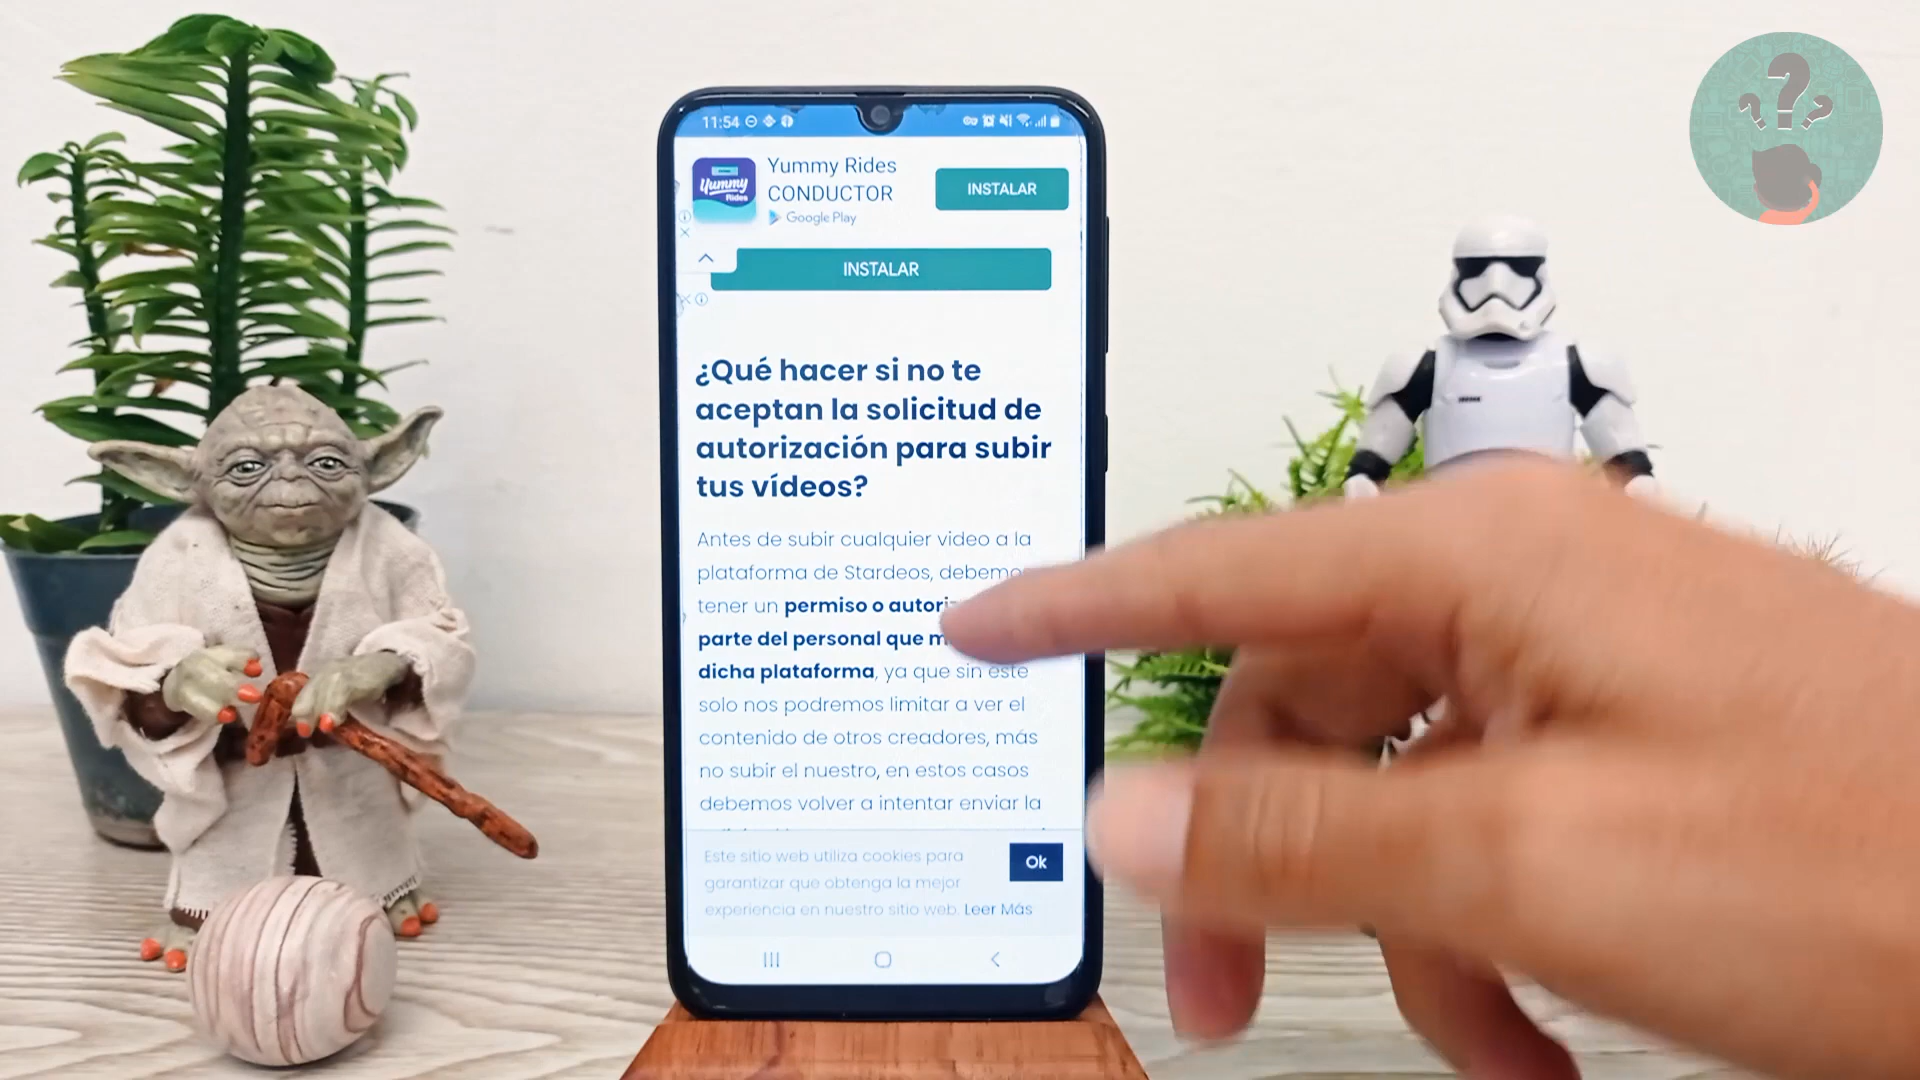 11:54
Yummy Rides
CONDUCTOR
Google Play
INSTALAR
yummy
Rides
INSTALAR
¿Qué hacer si no te
aceptan la solicitud de
autorización para subir
tus vídeos?
Antes de subir cualquier video a la
plataforma de Stardeos,
tener un permiso o
parte del personal que
dicha plataforma, ya que sin este
solo nos podremos limitar a ver el
contenido de otros creadores, más
no subir el nuestro, en estos casos
debemos volver a intentar enviar la
Este sitio web utiliza cookies para
garantizar que obtenga la mejor
experiencia en nuestro sitio web. Leer Más
Ok